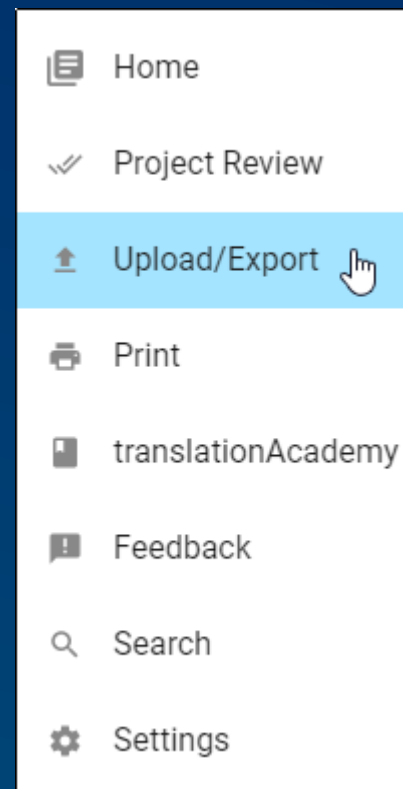 Home
Project Review
Upload/Export
Print
translationAcademy
Feedback
Search
Settings